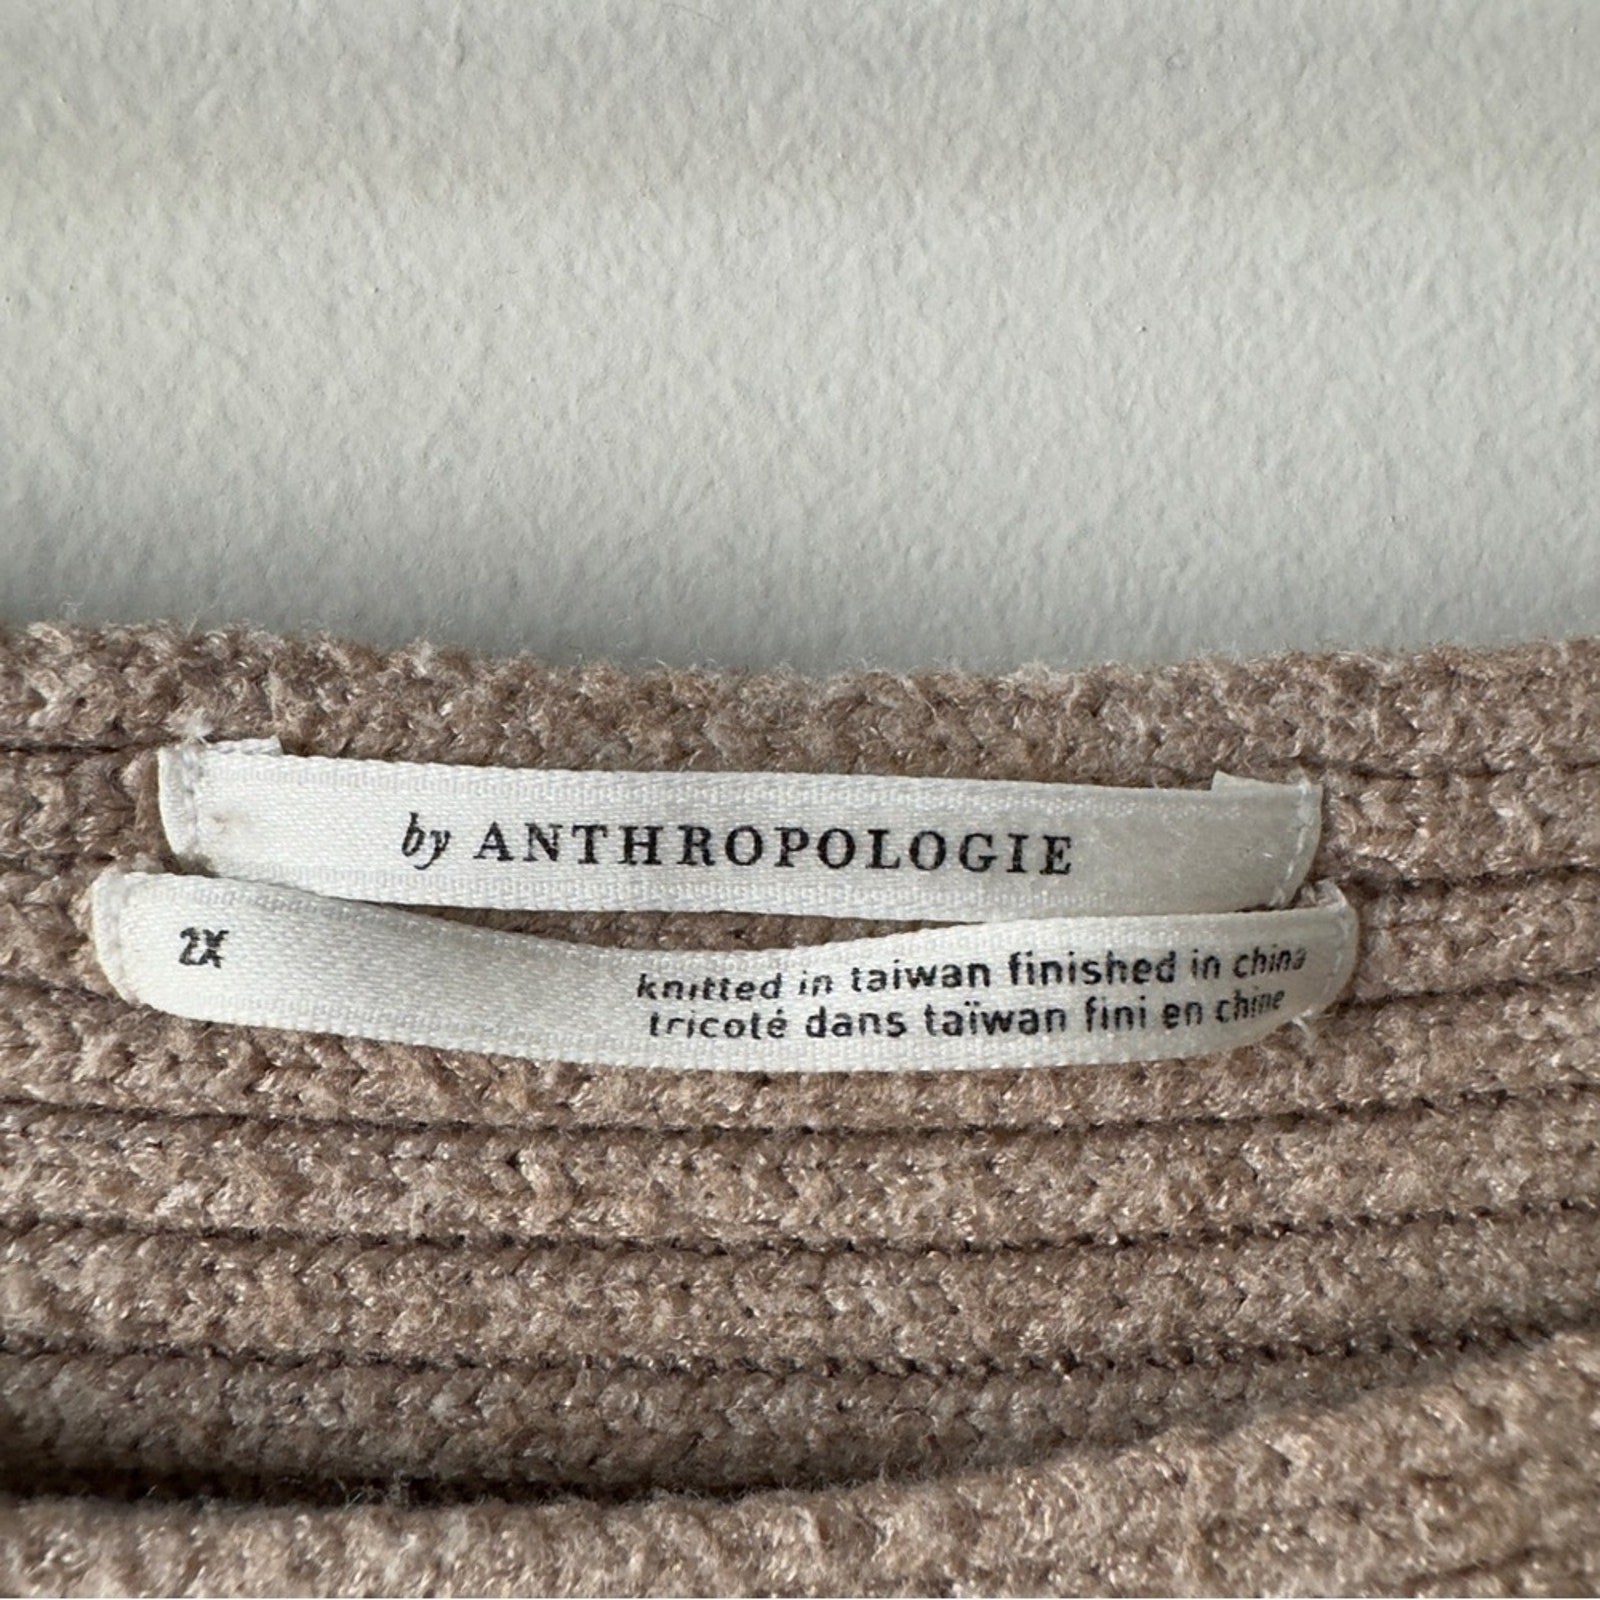 by ANTHROPOLOGIE
2X
knitted in taiwan finished in china
tricoté dans taïwan fini en chine